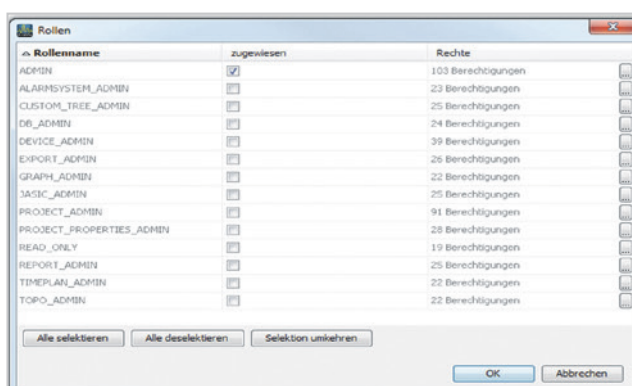 Rollen
Rollenname zugewiesen Rechte
ADMIN 103 Berechtigungen ...
ALARMSYSTEM_ADMIN 23 Berechtigungen ...
CUSTOM_TREE_ADMIN 25 Berechtigungen ...
DB_ADMIN 24 Berechtigungen ...
DEVICE_ADMIN 39 Berechtigungen ...
EXPORT_ADMIN 26 Berechtigungen ...
GRAPH_ADMIN 22 Berechtigungen ...
JASIC_ADMIN 25 Berechtigungen ...
PROJECT_ADMIN 91 Berechtigungen ...
PROJECT_PROPERTIES_ADMIN 28 Berechtigungen ...
READ_ONLY 19 Berechtigungen ...
REPORT_ADMIN 25 Berechtigungen ...
TIMEPLAN_ADMIN 22 Berechtigungen ...
TOPO_ADMIN 22 Berechtigungen ...
Alle selektieren Alle deselektieren Selektion umkehren
OK Abbrechen